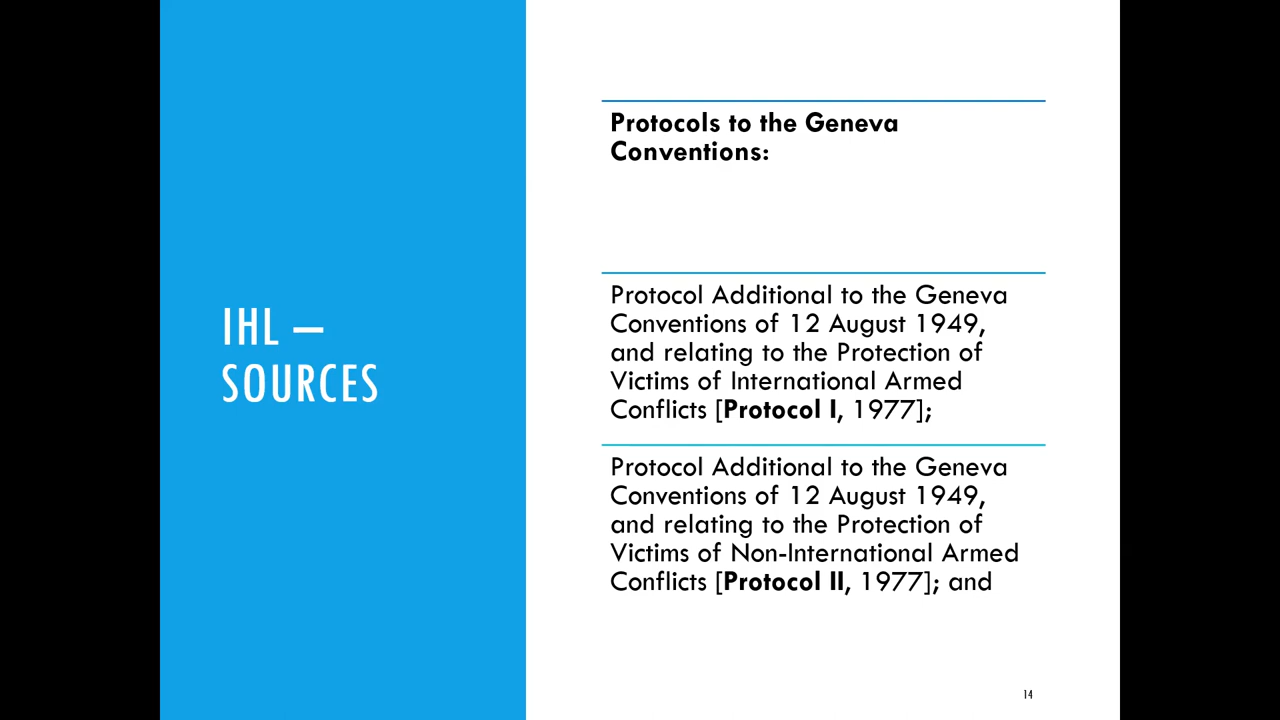 IHL –
SOURCES
Protocols to the Geneva
Conventions:
Protocol Additional to the Geneva
Conventions of 12 August 1949,
and relating to the Protection of
Victims of International Armed
Conflicts [Protocol I, 1977];
Protocol Additional to the Geneva
Conventions of 12 August 1949,
and relating to the Protection of
Victims of Non-International Armed
Conflicts [Protocol II, 1977]; and
14